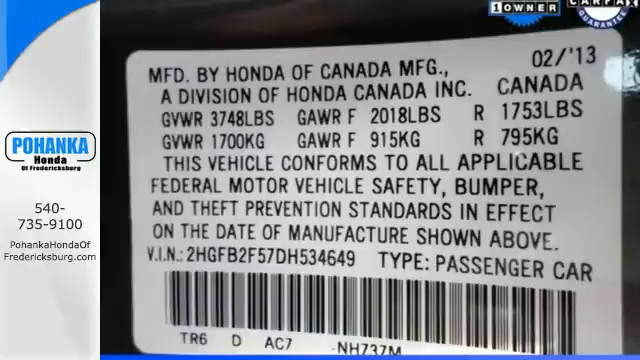 1 OWNER
CARFAX
GUARANTEE
02/'13
MFD. BY HONDA OF CANADA MFG.,
A DIVISION OF HONDA CANADA INC. CANADA
GVWR 3748LBS GAWR F 2018LBS R 1753LBS
GVWR 1700KG GAWR F 915KG R 795KG
THIS VEHICLE CONFORMS TO ALL APPLICABLE
FEDERAL MOTOR VEHICLE SAFETY, BUMPER,
AND THEFT PREVENTION STANDARDS IN EFFECT
ON THE DATE OF MANUFACTURE SHOWN ABOVE.
V.I.N.: 2HGFB2F57DH534649 TYPE: PASSENGER CAR
TR6 D AC7 -NH737M
POHANKA
Honda
Of Fredericksburg
540-
735-9100
PohankaHondaOf
Fredericksburg.com